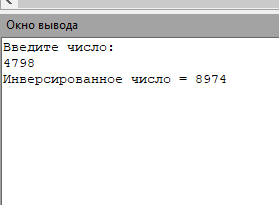 Окно вывода
Введите число:
4798
Инверсированное число = 8974